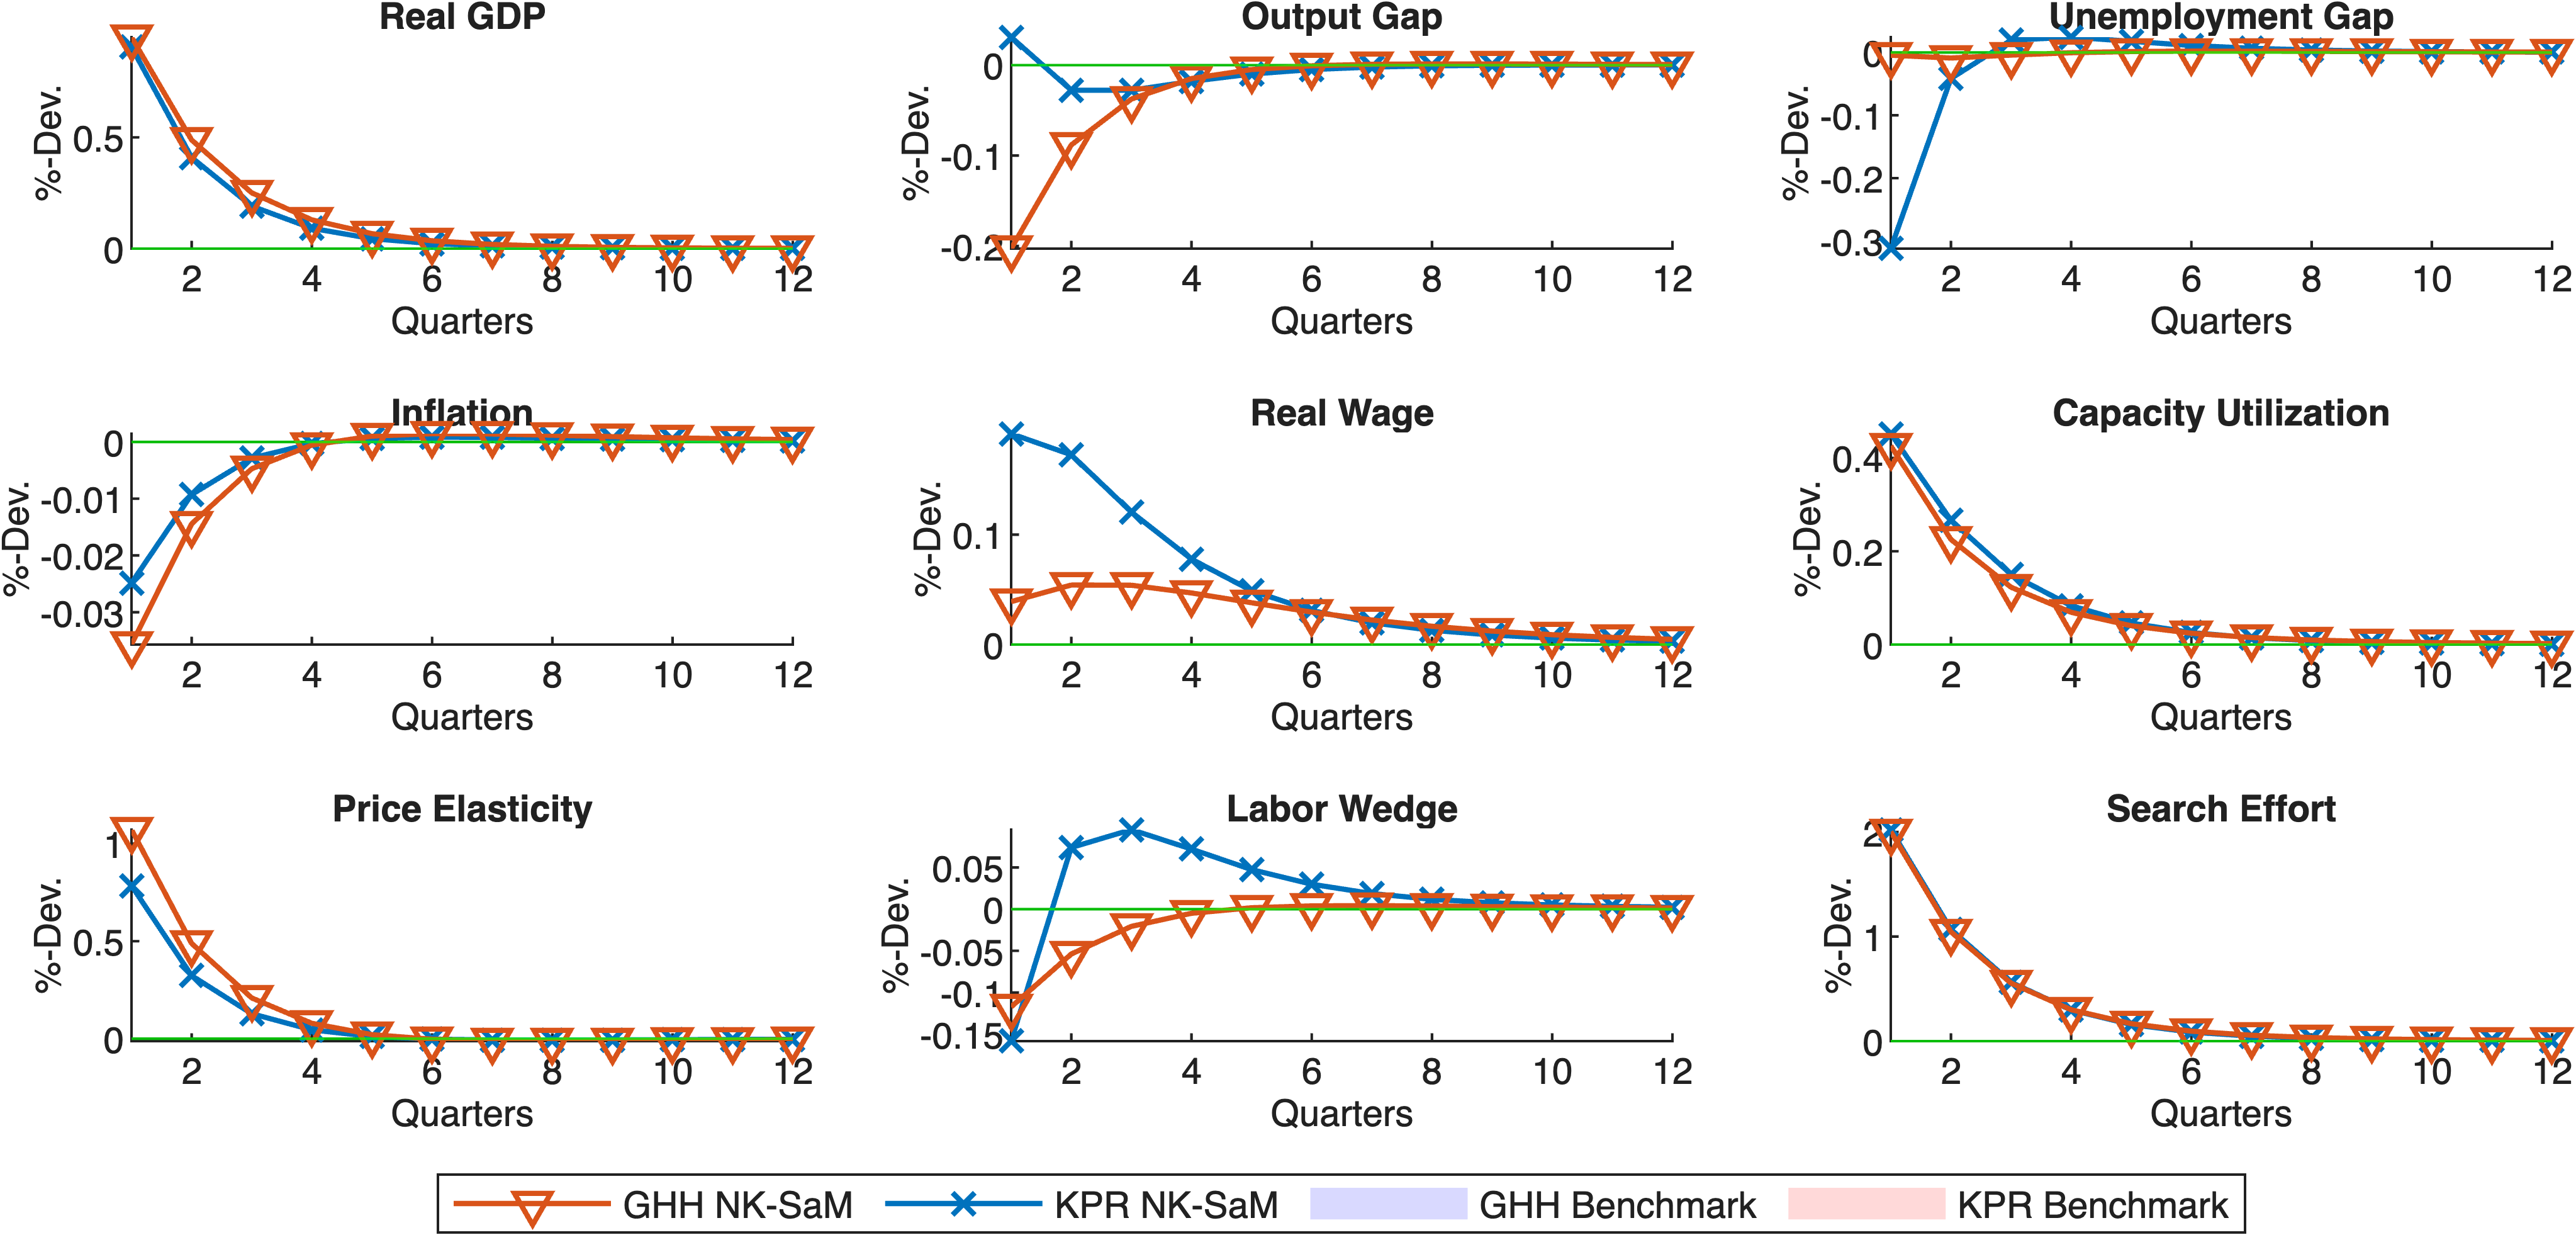 Real GDP
%-Dev.
0.5
0
2 4 6 8 10 12
Quarters
Output Gap
%-Dev.
0
-0.1
-0.2
2 4 6 8 10 12
Quarters
Unemployment Gap
%-Dev.
0
-0.1
-0.2
-0.3
2 4 6 8 10 12
Quarters
Inflation
%-Dev.
0
-0.01
-0.02
-0.03
2 4 6 8 10 12
Quarters
Real Wage
%-Dev.
0.1
0
2 4 6 8 10 12
Quarters
Capacity Utilization
%-Dev.
0.4
0.2
0
2 4 6 8 10 12
Quarters
Price Elasticity
%-Dev.
1
0.5
0
2 4 6 8 10 12
Quarters
Labor Wedge
%-Dev.
0.05
0
-0.05
-0.1
-0.15
2 4 6 8 10 12
Quarters
Search Effort
%-Dev.
2
1
0
2 4 6 8 10 12
Quarters
GHH NK-SaM KPR NK-SaM GHH Benchmark KPR Benchmark